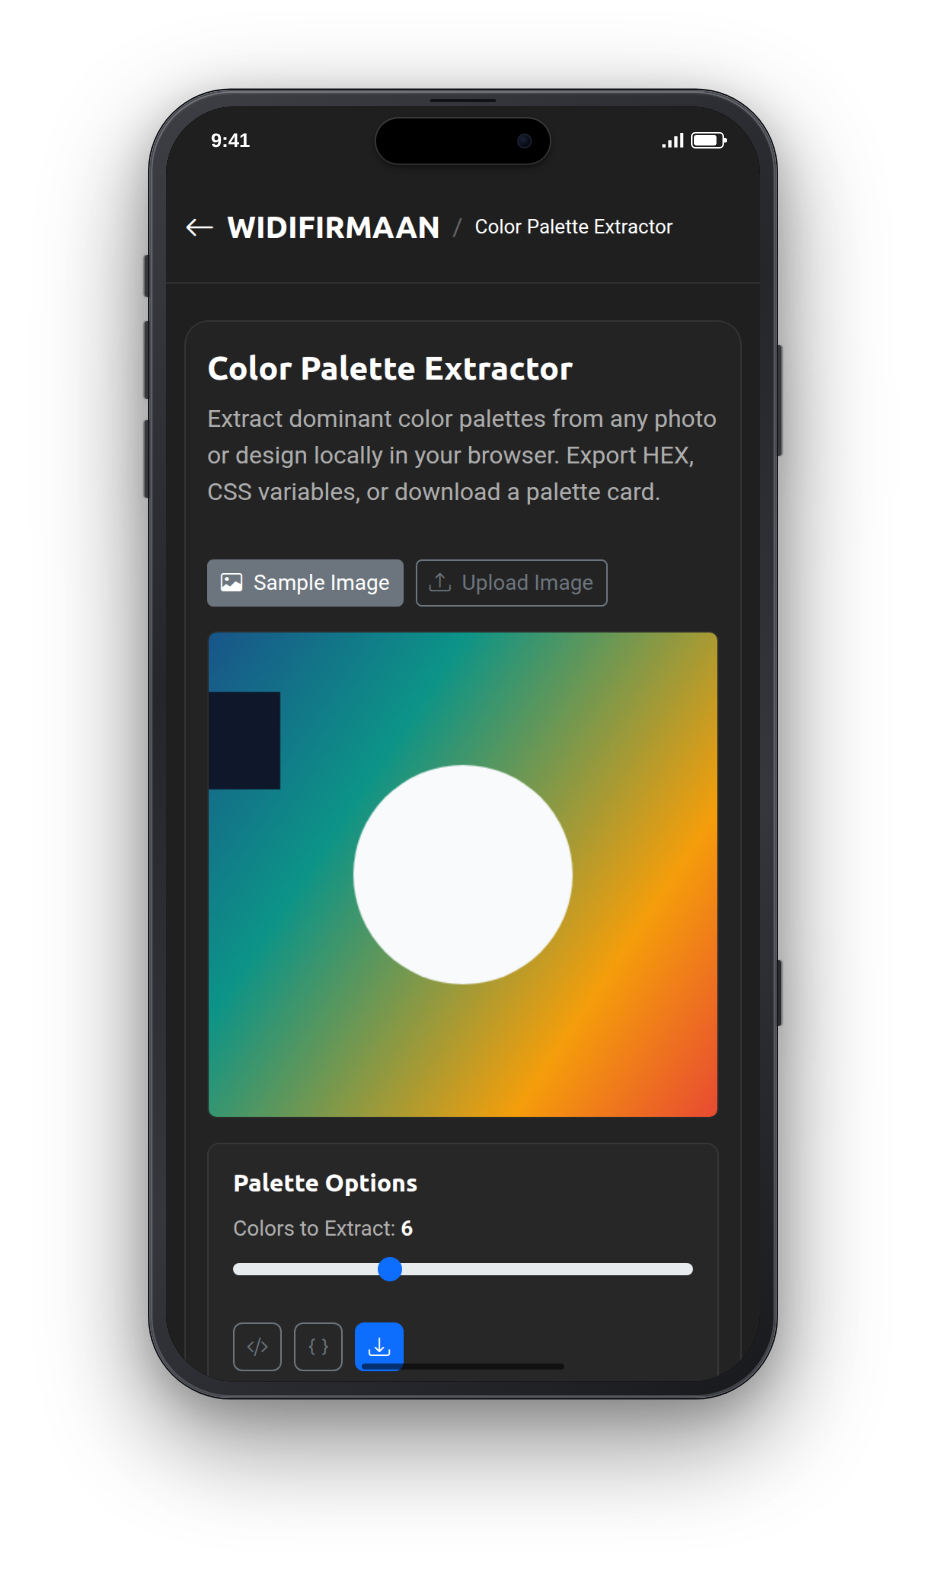 9:41
WIDIFIRMAAN / Color Palette Extractor
Color Palette Extractor
Extract dominant color palettes from any photo
or design locally in your browser. Export HEX,
CSS variables, or download a palette card.
Sample Image Upload Image
Palette Options
Colors to Extract: 6